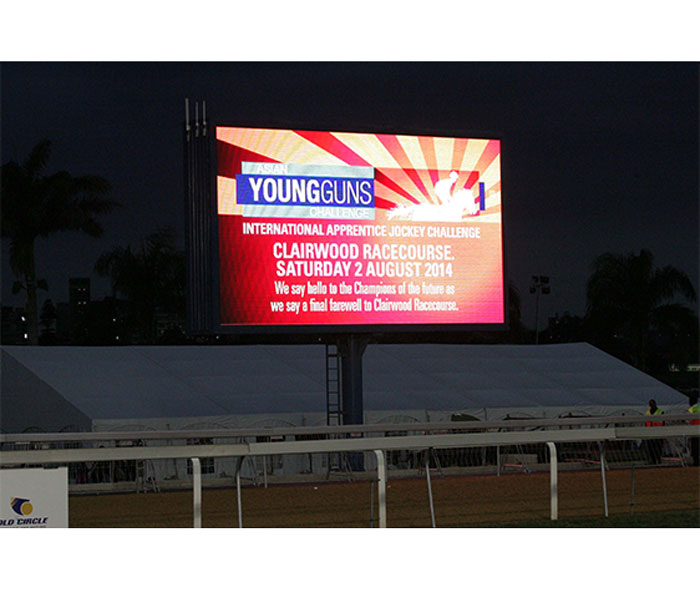 ASIAN
YOUNGGUNS
CHALLENGE
INTERNATIONAL APPRENTICE JOCKEY CHALLENGE
CLAIRWOOD RACECOURSE.
SATURDAY 2 AUGUST 2014
We say hello to the Champions of the future as
we say a final farewell to Clairwood Racecourse.
OLD CIRCLE